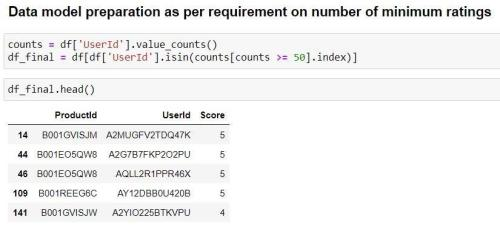 Data model preparation as per requirement on number of minimum ratings
counts = df['UserId'].value_counts()
df_final = df[df['UserId'].isin(counts[counts >= 50].index)]
df_final.head()
ProductId UserId Score
14 B001GVISJM A2MUGFV2TDQ47K 5
44 B001EO5QW8 A2G7B7FKP2O2PU 5
46 B001EO5QW8 AQLL2R1PPR46X 5
109 B001REEG6C AY12DBB0U420B 5
141 B001GVISJW A2YIO225BTKVPU 4